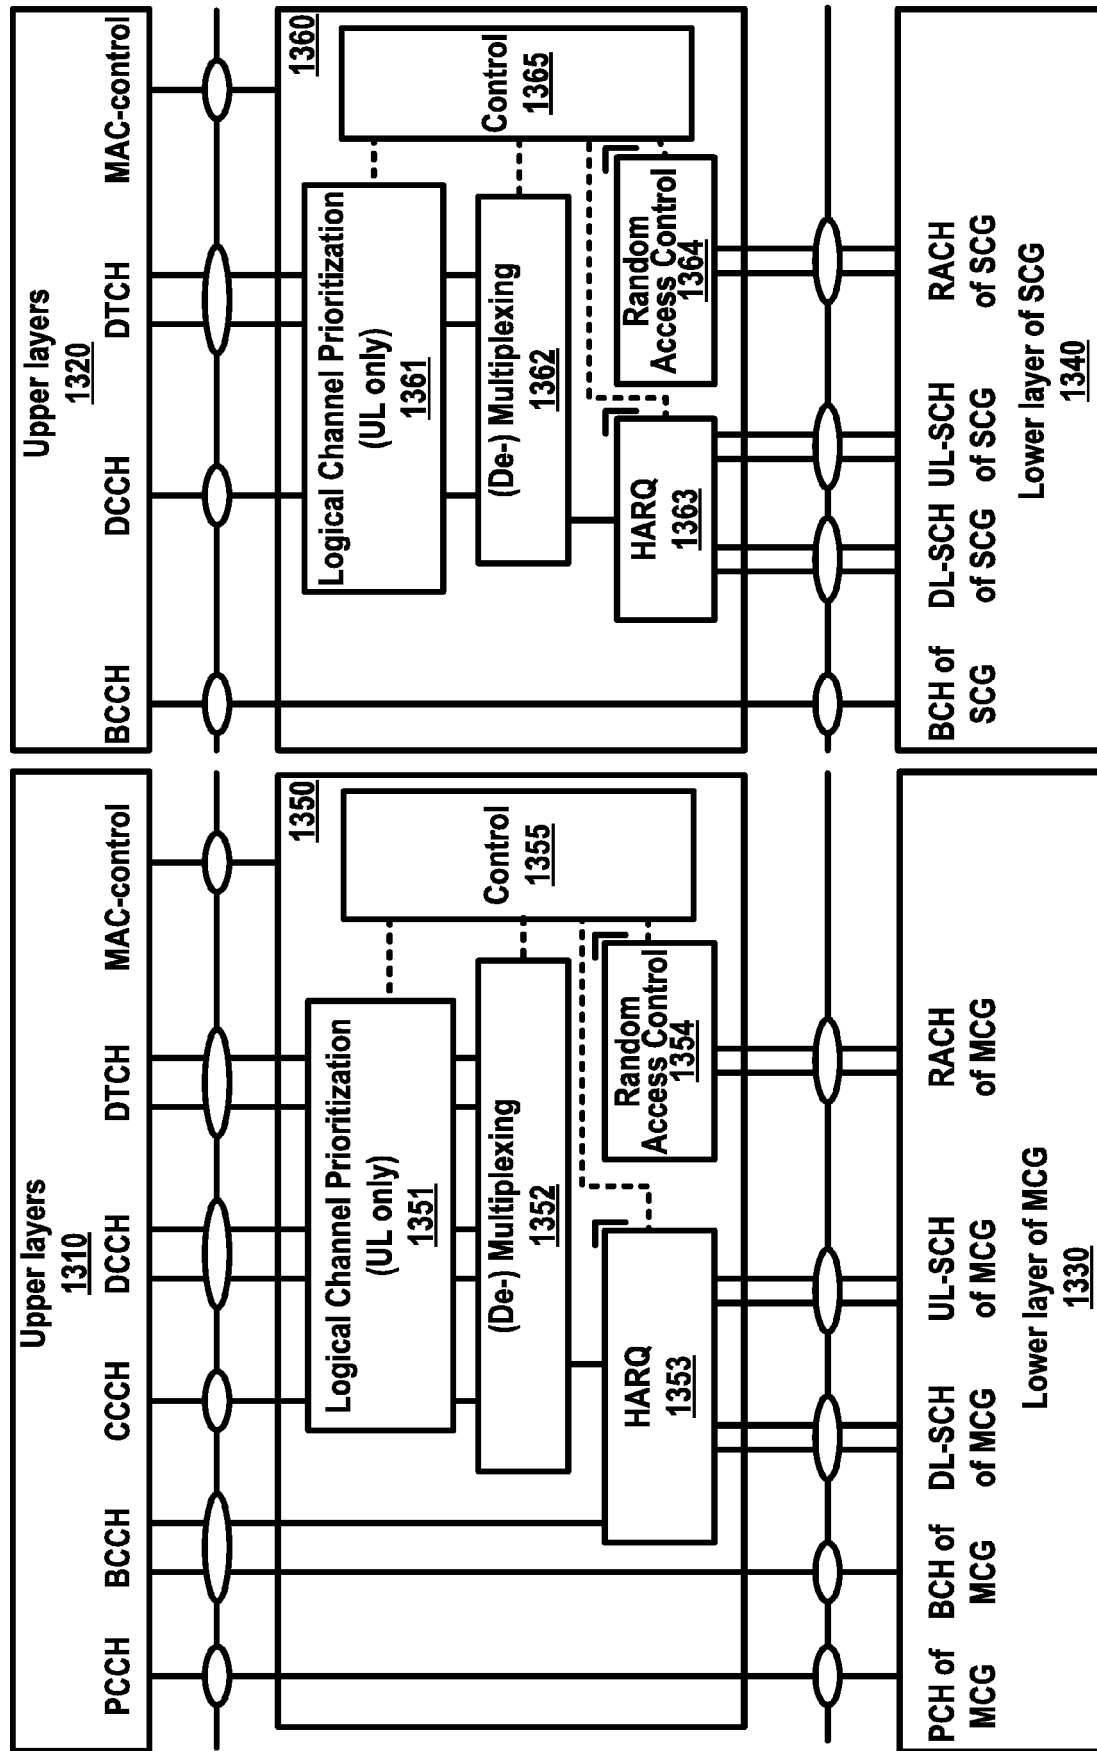 Upper layers
1310
PCCH
BCCH
CCCH
DCCH
DTCH
MAC-control
1350
Logical Channel Prioritization
(UL only)
1351
(De-) Multiplexing
1352
HARQ
1353
Random
Access Control
1354
Control
1355
PCH of
MCG
BCH of
MCG
DL-SCH
of MCG
UL-SCH
of MCG
RACH
of MCG
Lower layer of MCG
1330
Upper layers
1320
BCCH
DCCH
DTCH
MAC-control
1360
Logical Channel Prioritization
(UL only)
1361
(De-) Multiplexing
1362
HARQ
1363
Random
Access Control
1364
Control
1365
BCH of
SCG
DL-SCH
of SCG
UL-SCH
of SCG
RACH
of SCG
Lower layer of SCG
1340